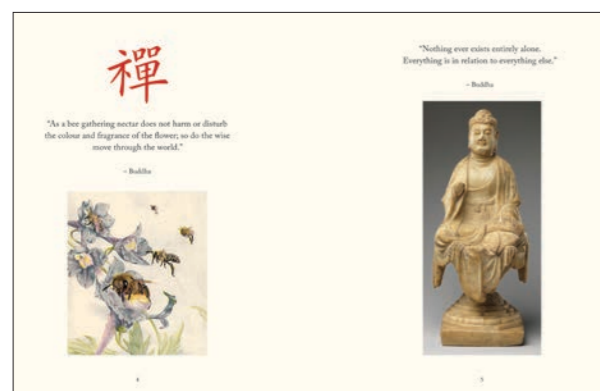 禪
“As a bee gathering nectar does not harm or disturb
the colour and fragrance of the flower; so do the wise
move through the world.”
– Buddha
4
“Nothing ever exists entirely alone.
Everything is in relation to everything else.”
– Buddha
5